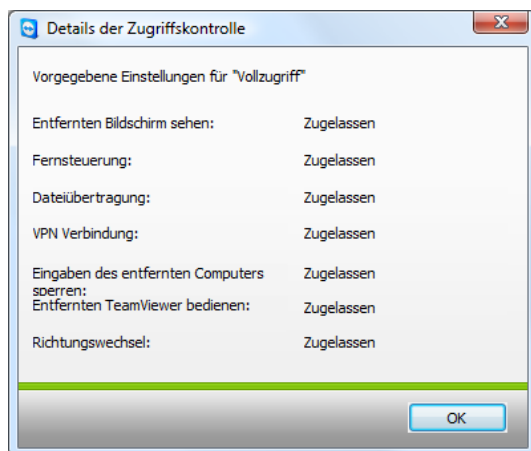 Details der Zugriffskontrolle
Vorgegebene Einstellungen für "Vollzugriff"
Entfernten Bildschirm sehen: Zugelassen
Fernsteuerung: Zugelassen
Dateiübertragung: Zugelassen
VPN Verbindung: Zugelassen
Eingaben des entfernten Computers Zugelassen
sperren:
Entfernten TeamViewer bedienen: Zugelassen
Richtungswechsel: Zugelassen
OK